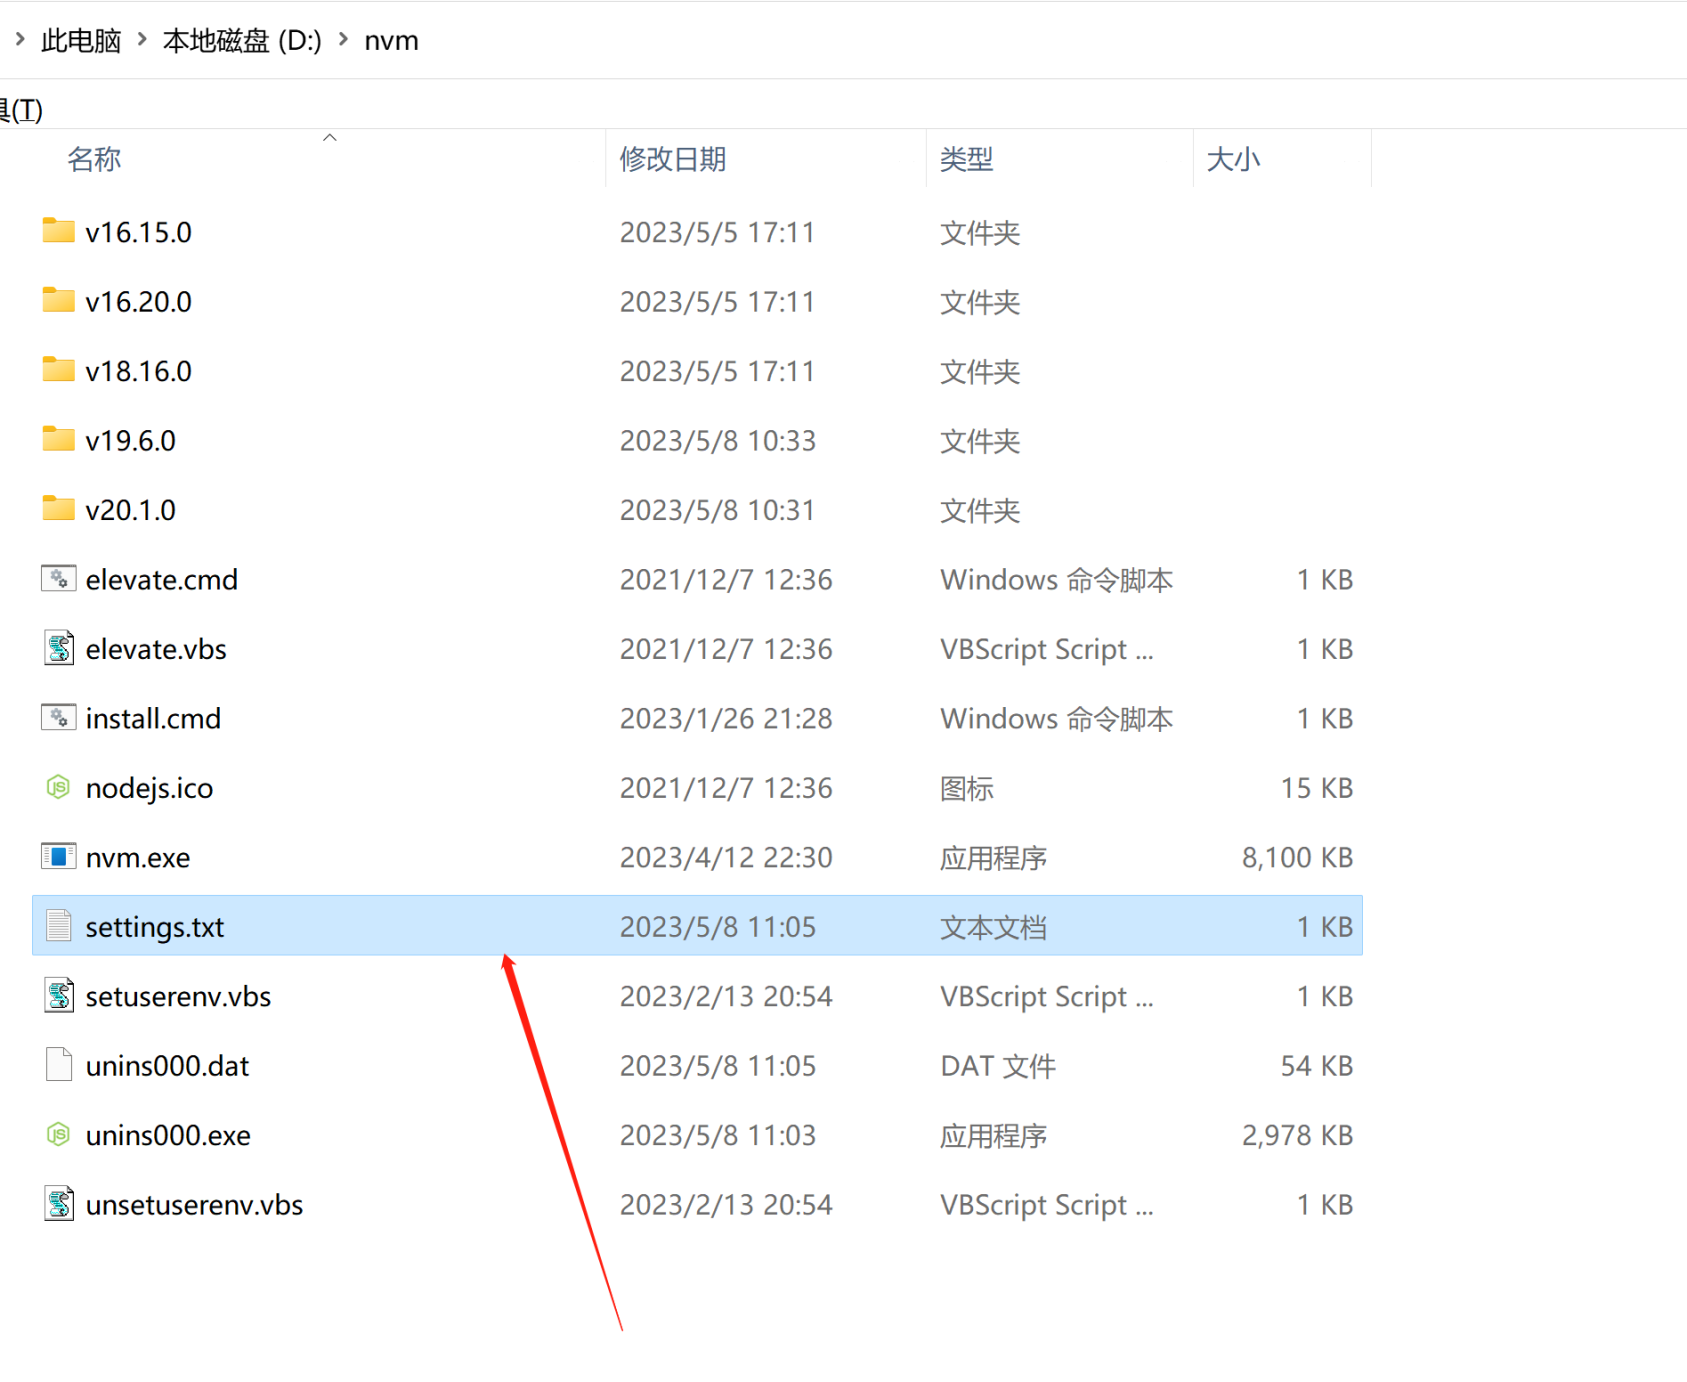 此电脑 本地磁盘 (D:) nvm
具(T)
名称 修改日期 类型 大小
v16.15.0 2023/5/5 17:11 文件夹
v16.20.0 2023/5/5 17:11 文件夹
v18.16.0 2023/5/5 17:11 文件夹
v19.6.0 2023/5/8 10:33 文件夹
v20.1.0 2023/5/8 10:31 文件夹
elevate.cmd 2021/12/7 12:36 Windows 命令脚本 1 KB
elevate.vbs 2021/12/7 12:36 VBScript Script ... 1 KB
install.cmd 2023/1/26 21:28 Windows 命令脚本 1 KB
nodejs.ico 2021/12/7 12:36 图标 15 KB
nvm.exe 2023/4/12 22:30 应用程序 8,100 KB
settings.txt 2023/5/8 11:05 文本文档 1 KB
setuserenv.vbs 2023/2/13 20:54 VBScript Script ... 1 KB
unins000.dat 2023/5/8 11:05 DAT 文件 54 KB
unins000.exe 2023/5/8 11:03 应用程序 2,978 KB
unsetuserenv.vbs 2023/2/13 20:54 VBScript Script ... 1 KB